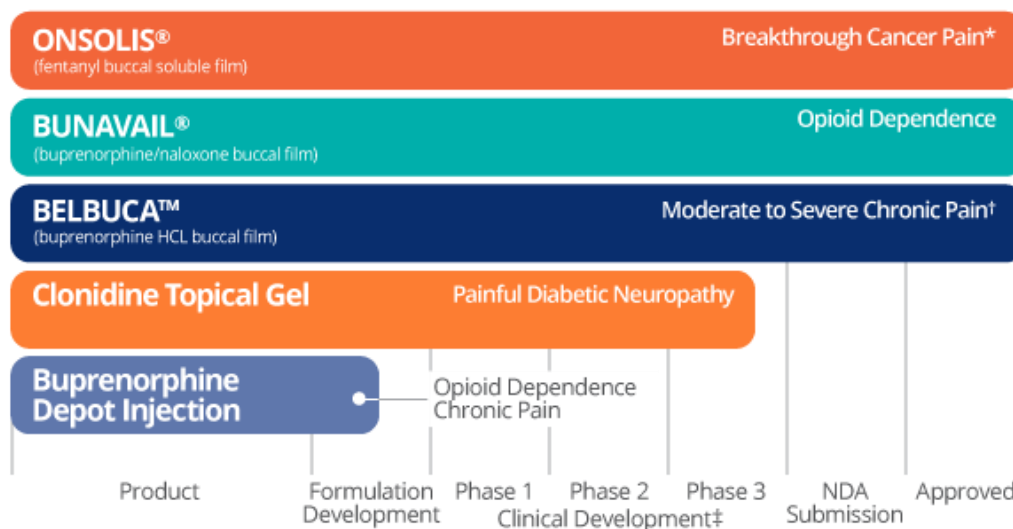 ONSOLIS®
(fentanyl buccal soluble film)
Breakthrough Cancer Pain*
BUNAVAIL®
(buprenorphine/naloxone buccal film)
Opioid Dependence
BELBUCA™
(buprenorphine HCL buccal film)
Moderate to Severe Chronic Pain†
Clonidine Topical Gel
Painful Diabetic Neuropathy
Buprenorphine
Depot Injection
Opioid Dependence
Chronic Pain
Product
Formulation
Development
Phase 1
Phase 2
Phase 3
Clinical Development‡
NDA
Submission
Approved